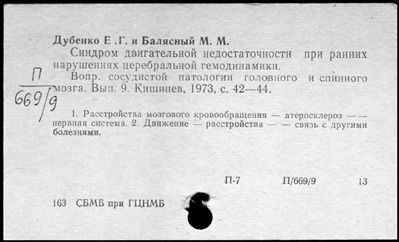 Дубенко Е .Г. и Балясный М. М.
Синдром двигательной недостаточности при ранних
нарушениях церебральной гемодинамики.
Вопр. сосудистой патологии головного и спинного
мозга. Вып. 9. Кишинев, 1973, с. 42—44.
П
669/9
1. Расстройства мозгового кровообращения — атеросклероз — —
нервная система. 2. Движение — расстройства — — связь с другими
болезнями.
П-7 П/669/9 13
163 СБМБ при ГЦНМБ